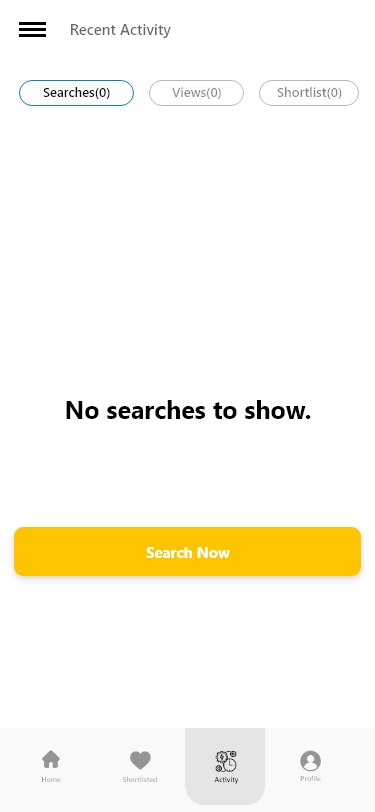 Recent Activity
Searches(0) Views(0) Shortlist(0)
No searches to show.
Search Now
Home Shortlisted Activity Profile